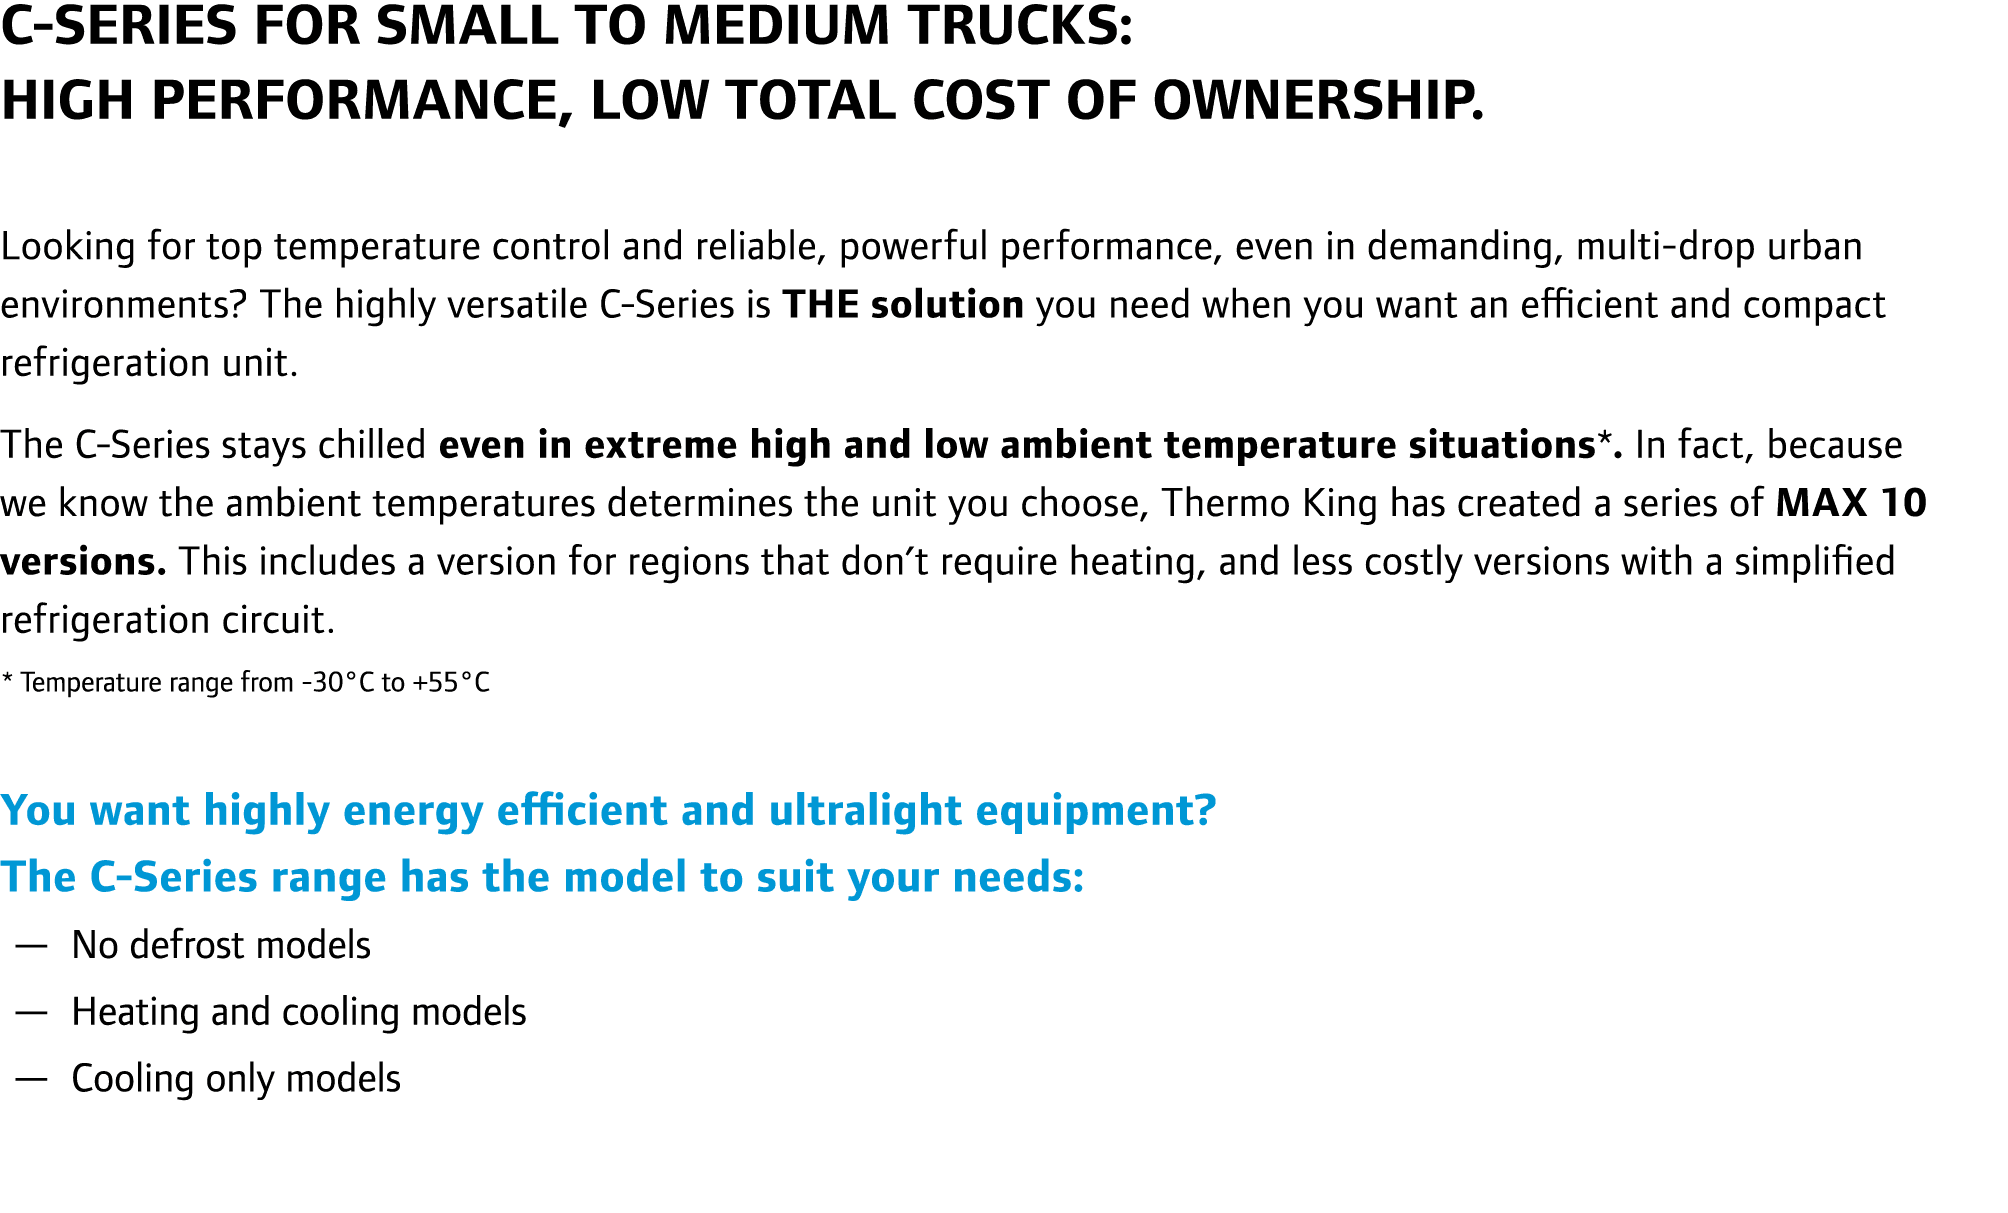 C-SERIES FOR SMALL TO MEDIUM TRUCKS:
HIGH PERFORMANCE, LOW TOTAL COST OF OWNERSHIP.
Looking for top temperature control and reliable, powerful performance, even in demanding, multi-drop urban
environments? The highly versatile C-Series is THE solution you need when you want an efficient and compact
refrigeration unit.
The C-Series stays chilled even in extreme high and low ambient temperature situations*. In fact, because
we know the ambient temperatures determines the unit you choose, Thermo King has created a series of MAX 10
versions. This includes a version for regions that don’t require heating, and less costly versions with a simplified
refrigeration circuit.
* Temperature range from -30°C to +55°C
You want highly energy efficient and ultralight equipment?
The C-Series range has the model to suit your needs:
— No defrost models
— Heating and cooling models
— Cooling only models